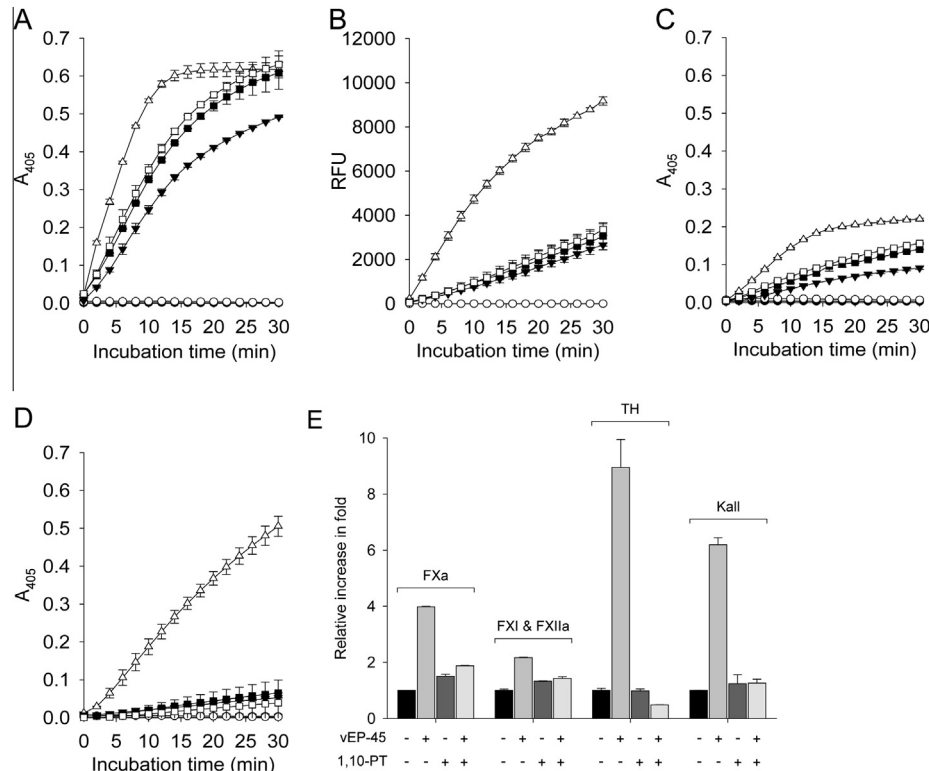 A
0.7
0.6
0.5
0.4
0.3
0.2
0.1
0.0
A405
0 5 10 15 20 25 30
Incubation time (min)
B
12000
10000
8000
6000
4000
2000
0
RFU
0 5 10 15 20 25 30
Incubation time (min)
C
0.7
0.6
0.5
0.4
0.3
0.2
0.1
0.0
A405
0 5 10 15 20 25 30
Incubation time (min)
D
0.7
0.6
0.5
0.4
0.3
0.2
0.1
0.0
A405
0 5 10 15 20 25 30
Incubation time (min)
E
Relative increase in fold
10
8
6
4
2
0
FXa
FXI & FXIIa
TH
Kall
vEP-45 - + - + - + - + - + - + - + - +
1,10-PT - - + + - - + + - - + + - - + +